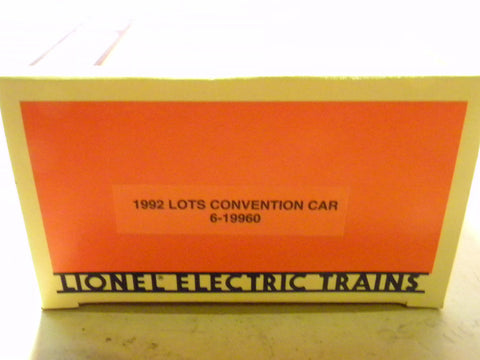 1992 LOTS CONVENTION CAR
6-19960
LIONEL® ELECTRIC TRAINS